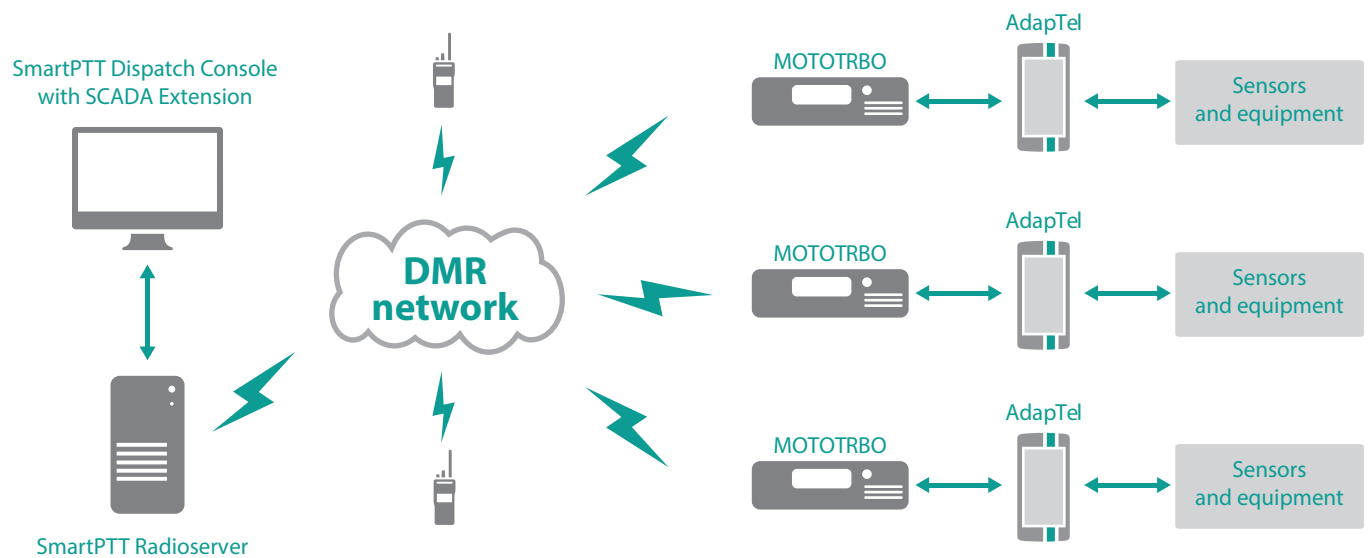 SmartPTT Dispatch Console
with SCADA Extension
SmartPTT Radioserver
DMR
network
MOTOTRBO
AdapTel
Sensors
and equipment
MOTOTRBO
AdapTel
Sensors
and equipment
MOTOTRBO
AdapTel
Sensors
and equipment